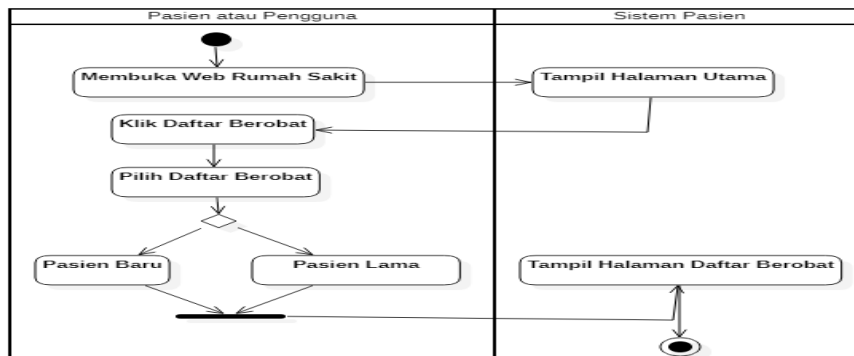 Pasien atau Pengguna
Sistem Pasien
Membuka Web Rumah Sakit
Tampil Halaman Utama
Klik Daftar Berobat
Pilih Daftar Berobat
Pasien Baru
Pasien Lama
Tampil Halaman Daftar Berobat